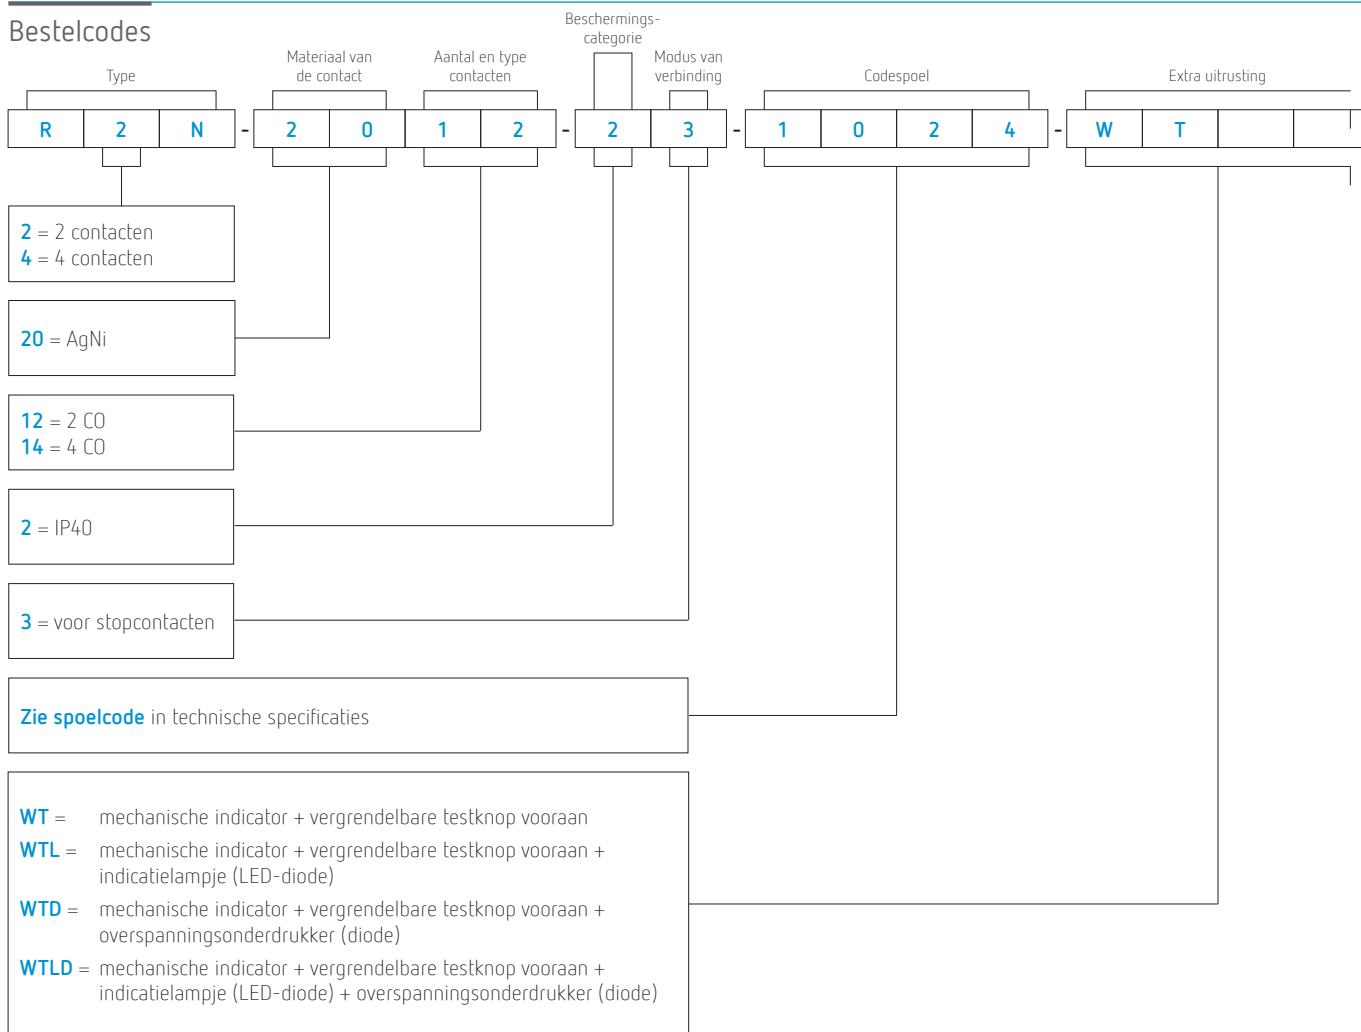 Bestelcodes
Type
Materiaal van
de contact
Aantal en type
contacten
Beschermings-
categorie
Modus van
verbinding
Codespoel
Extra uitrusting
R 2 N - 2 0 1 2 - 2 3 - 1 0 2 4 - W T
2 = 2 contacten
4 = 4 contacten
20 = AgNi
12 = 2 CO
14 = 4 CO
2 = IP40
3 = voor stopcontacten
Zie spoelcode in technische specificaties
WT = mechanische indicator + vergrendelbare testknop vooraan
WTL = mechanische indicator + vergrendelbare testknop vooraan +
indicatielampje (LED-diode)
WTD = mechanische indicator + vergrendelbare testknop vooraan +
overspanningsonderdrukker (diode)
WTLD = mechanische indicator + vergrendelbare testknop vooraan +
indicatielampje (LED-diode) + overspanningsonderdrukker (diode)